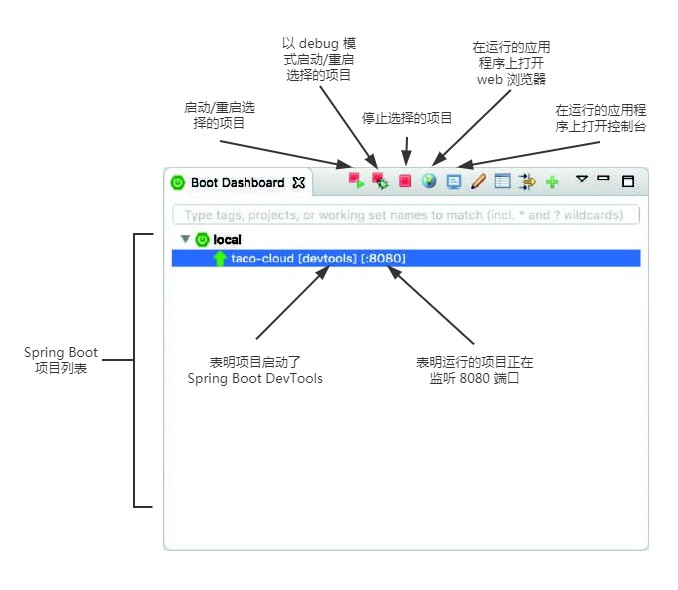 以 debug 模
式启动/重启
选择的项目
在运行的应用
程序上打开
web 浏览器
启动/重启选
择的项目
停止选择的项目
在运行的应用程
序上打开控制台
Boot Dashboard
Type tags, projects, or working set names to match (incl. * and ? wildcards)
local
taco-cloud [devtools] [:8080]
Spring Boot
项目列表
表明项目启动了
Spring Boot DevTools
表明运行的项目正在
监听 8080 端口